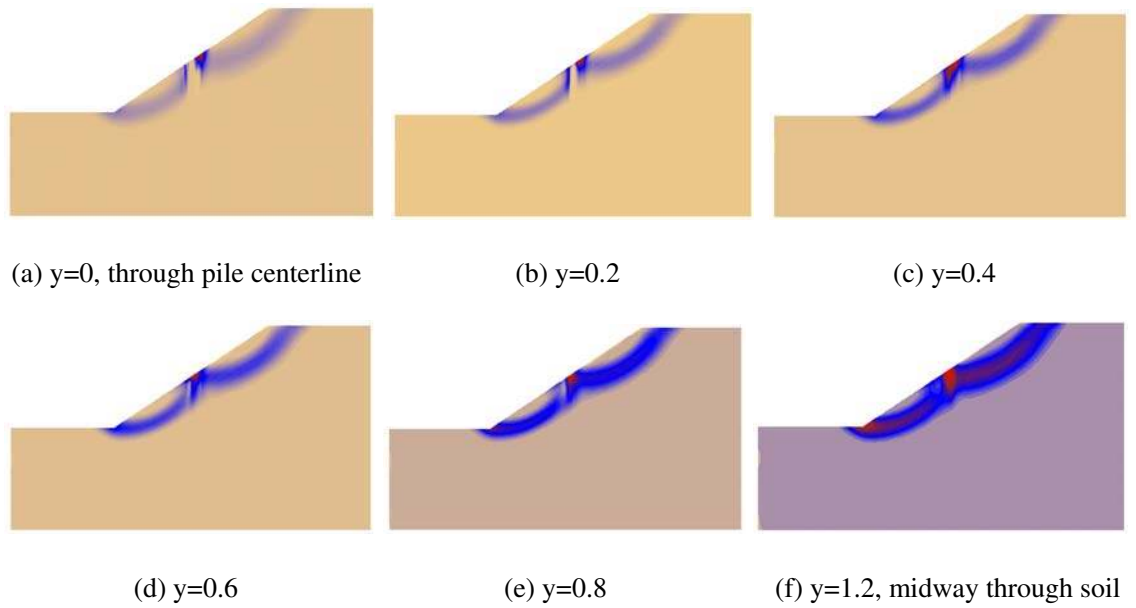 (a) y=0, through pile centerline
(b) y=0.2
(c) y=0.4
(d) y=0.6
(e) y=0.8
(f) y=1.2, midway through soil